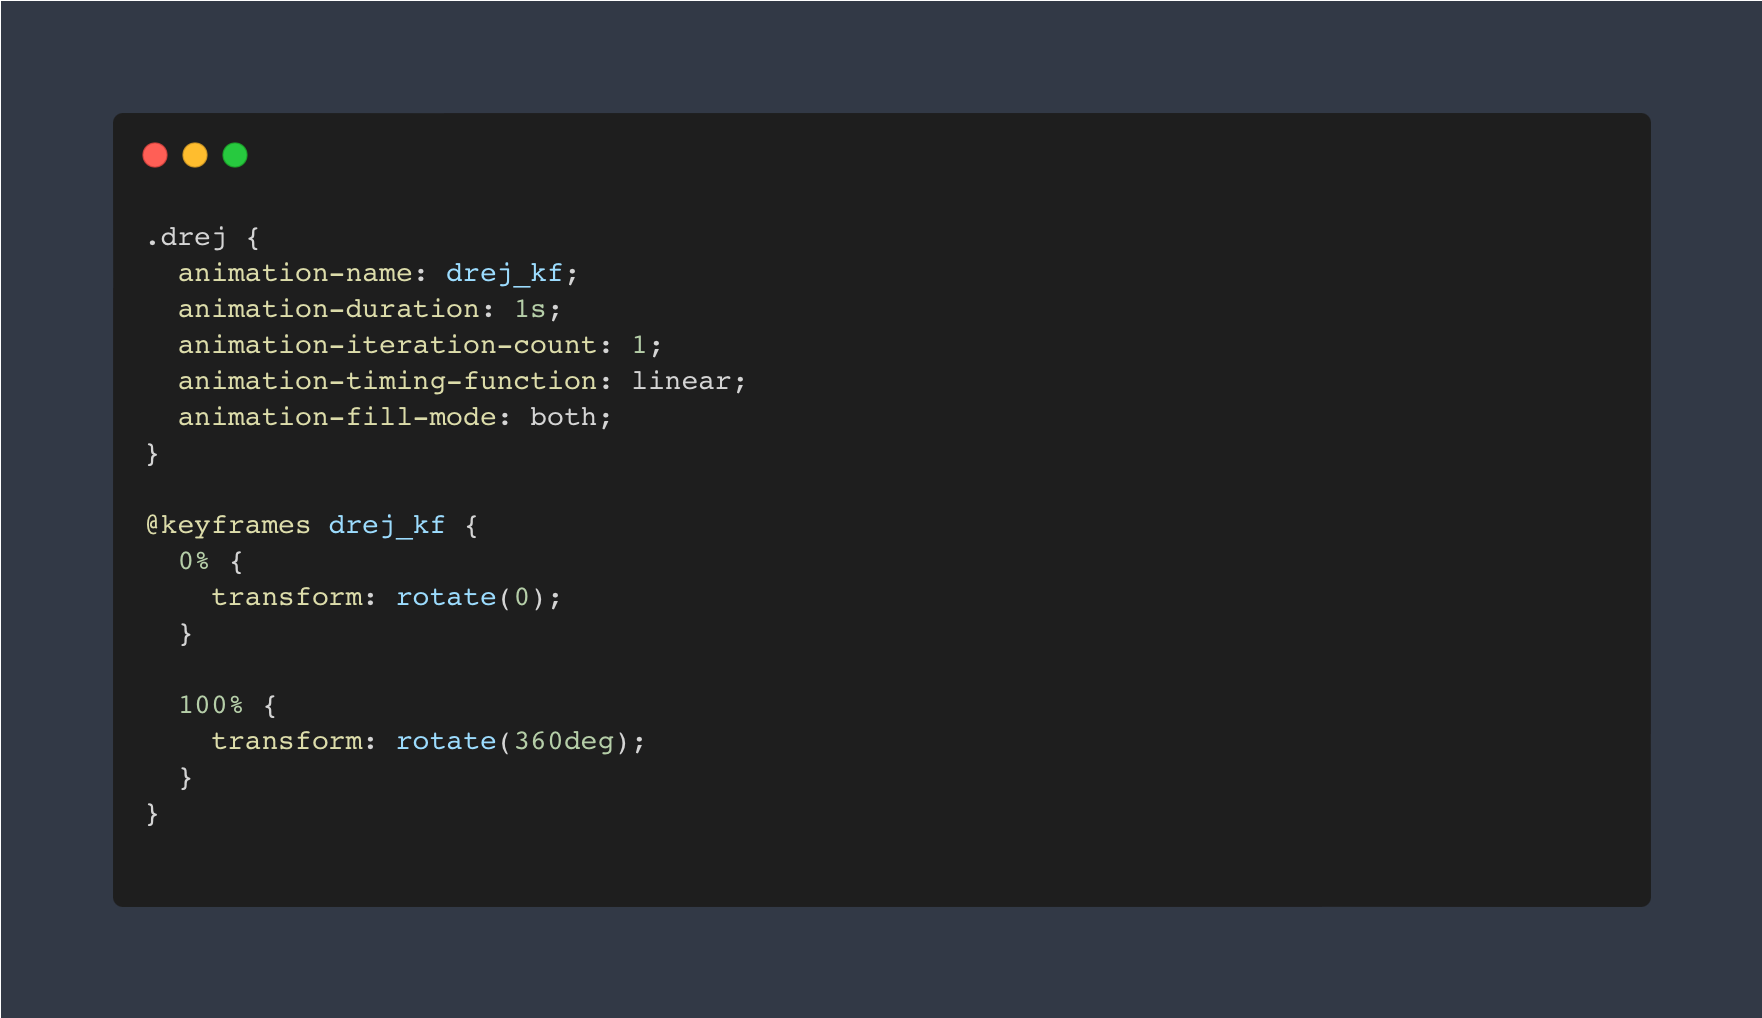 .drej {
  animation-name: drej_kf;
  animation-duration: 1s;
  animation-iteration-count: 1;
  animation-timing-function: linear;
  animation-fill-mode: both;
}

@keyframes drej_kf {
  0% {
    transform: rotate(0);
  }

  100% {
    transform: rotate(360deg);
  }
}